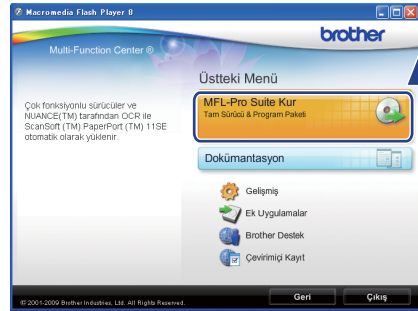 Macromedia Flash Player 8
brother
Multi-Function Center ®
Üstteki Menü
Çok fonksiyonlu sürücüler ve
NUANCE(TM) tarafından OCR ile
ScanSoft (TM) PaperPort (TM) 11SE
otomatik olarak yüklenir.
MFL-Pro Suite Kur
Tam Sürücü & Program Paketi
Dokümantasyon
Gelişmiş
Ek Uygulamalar
Brother Destek
Çevirimiçi Kayıt
© 2001-2009 Brother Industries, Ltd. All Rights Reserved.
Geri
Çıkış